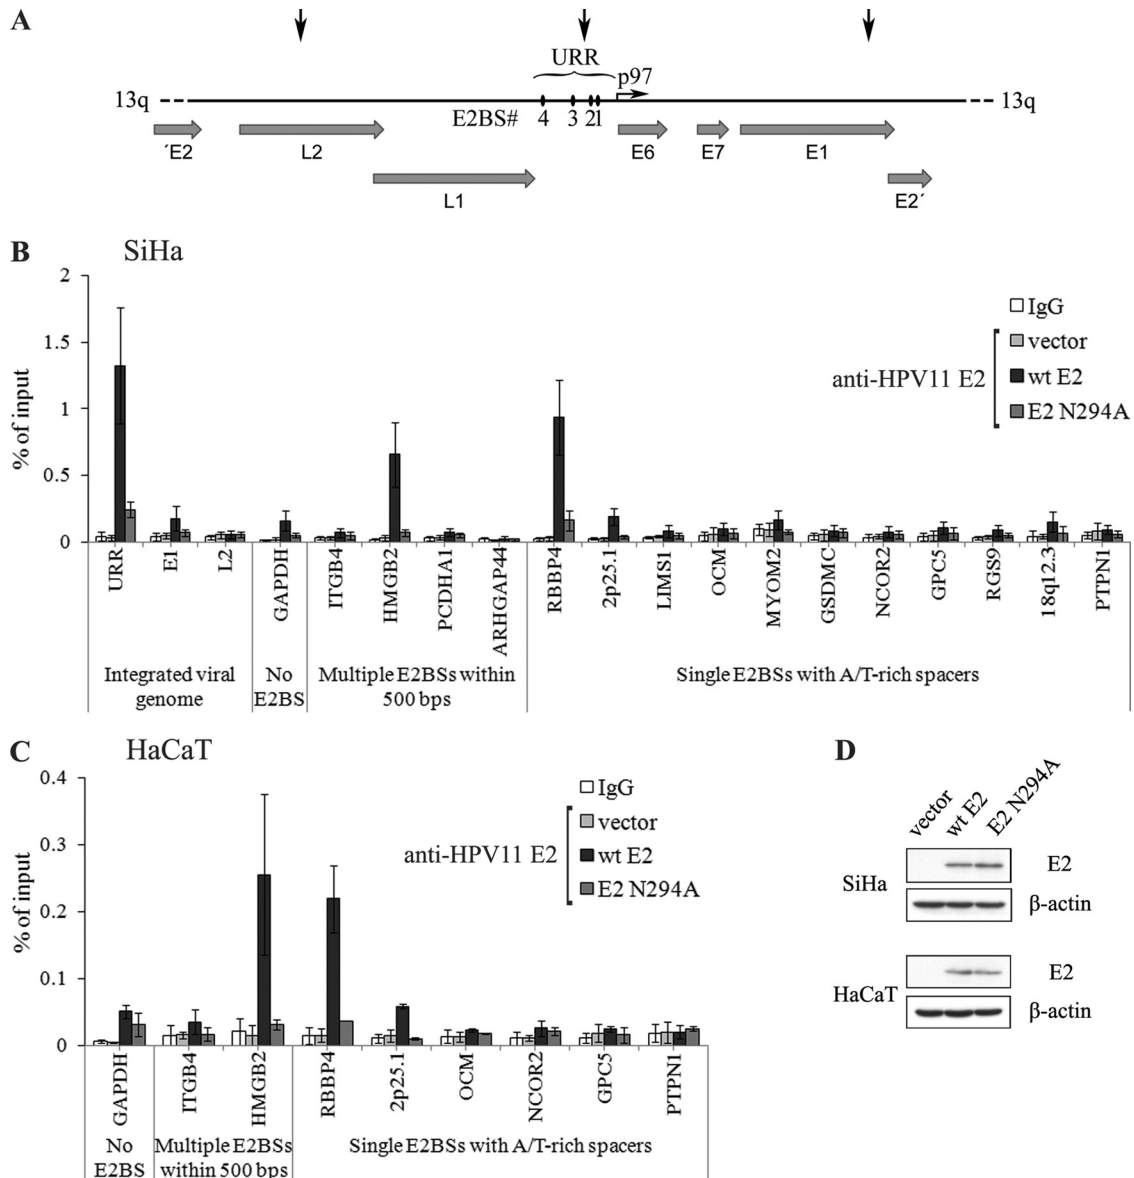 A
URR
p97
13q
13q
E2BS#
4 3 21
´E2
L2
E6
E7
E1
L1
E2´
B
SiHa
2
1.5
1
0.5
0
% of input
IgG
vector
anti-HPV11 E2
wt E2
E2 N294A
URR
E1
L2
GAPDH
ITGB4
HMGB2
PCDHA1
ARHGAP44
RBBP4
2p25.1
LIMS1
OCM
MYOM2
GSDMC
NCOR2
GPC5
RGS9
18q12.3
PTPN1
Integrated viral
genome
No
E2BS
Multiple E2BSs within
500 bps
Single E2BSs with A/T-rich spacers
C
HaCaT
0.4
0.3
0.2
0.1
0
% of input
IgG
vector
anti-HPV11 E2
wt E2
E2 N294A
GAPDH
ITGB4
HMGB2
RBBP4
2p25.1
OCM
NCOR2
GPC5
PTPN1
No
E2BS
Multiple E2BSs
within 500 bps
Single E2BSs with A/T-rich spacers
D
vector
wt E2
E2 N294A
SiHa
E2
β-actin
HaCaT
E2
β-actin